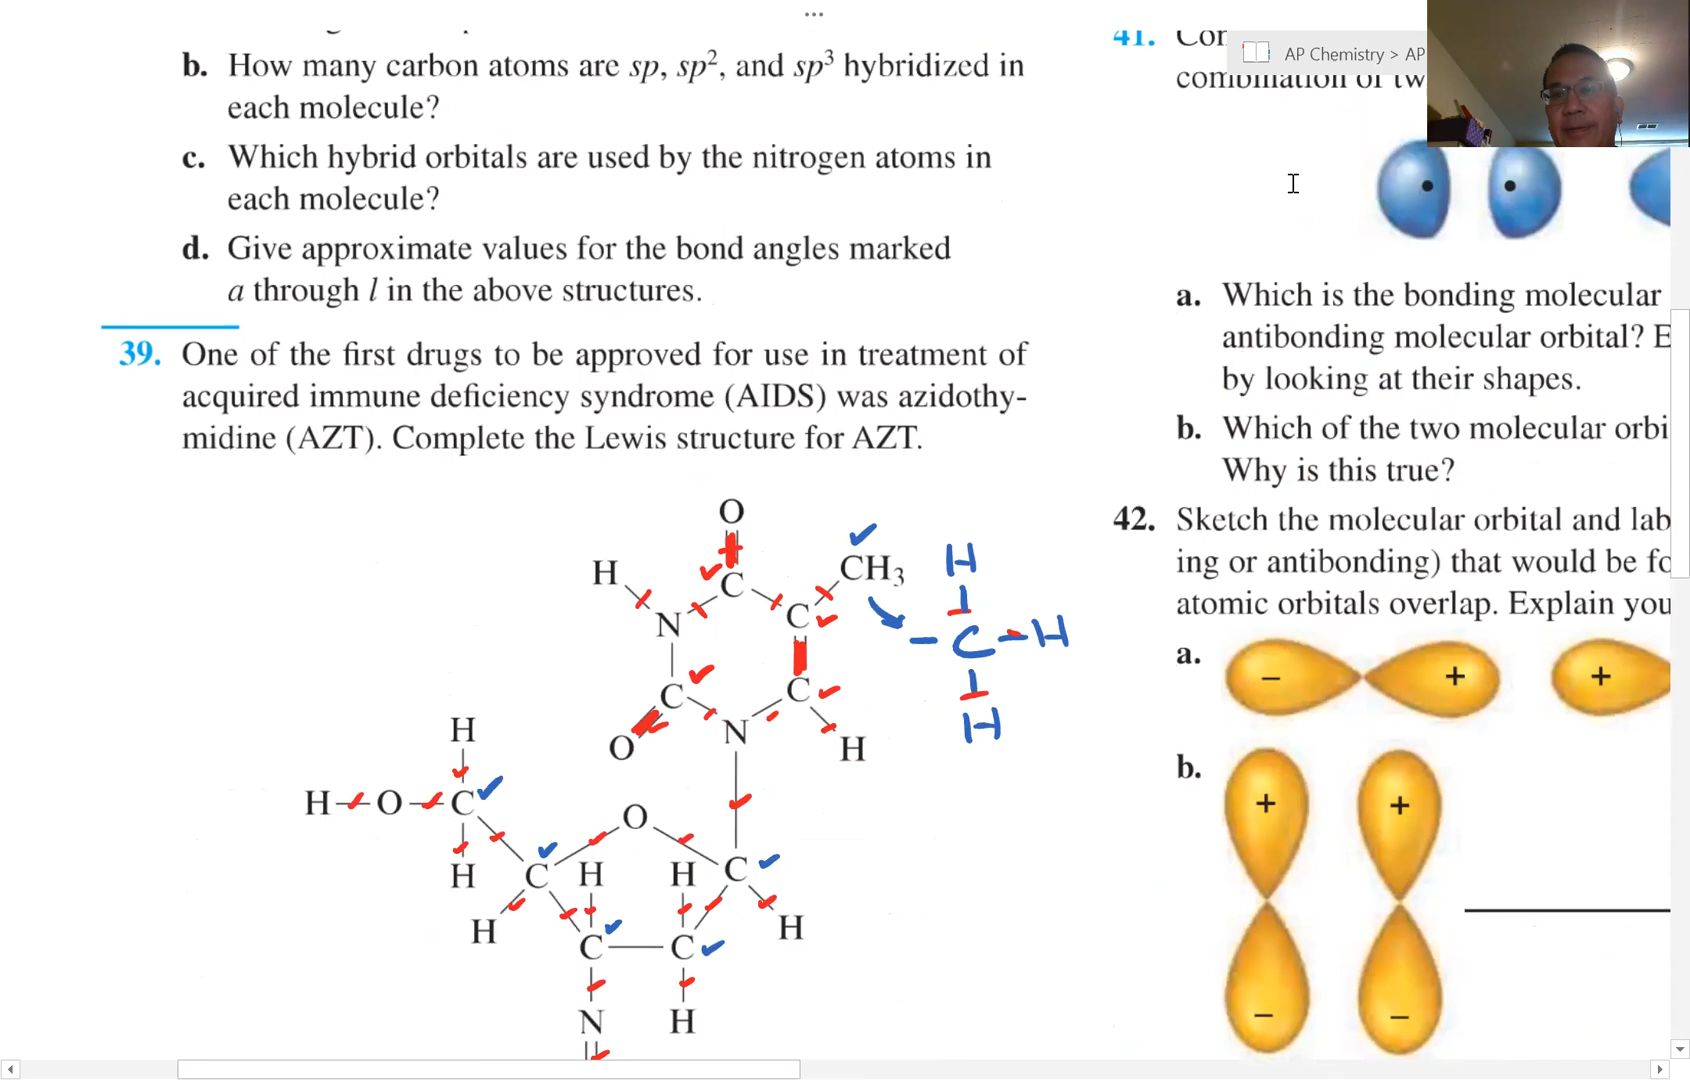 b. How many carbon atoms are sp, sp², and sp³ hybridized in
each molecule?
c. Which hybrid orbitals are used by the nitrogen atoms in
each molecule?
d. Give approximate values for the bond angles marked
a through l in the above structures.
39. One of the first drugs to be approved for use in treatment of
acquired immune deficiency syndrome (AIDS) was azidothy-
midine (AZT). Complete the Lewis structure for AZT.
O
H C CH₃ H
N C - C - H
C C H
O N H
H
H O C O
H C H H C
H H
C C
N H
41.
AP Chemistry > AP
a. Which is the bonding molecular
antibonding molecular orbital? E
by looking at their shapes.
b. Which of the two molecular orbi
Why is this true?
42. Sketch the molecular orbital and lab
ing or antibonding) that would be fo
atomic orbitals overlap. Explain you
a. − + +
b. + +
− −